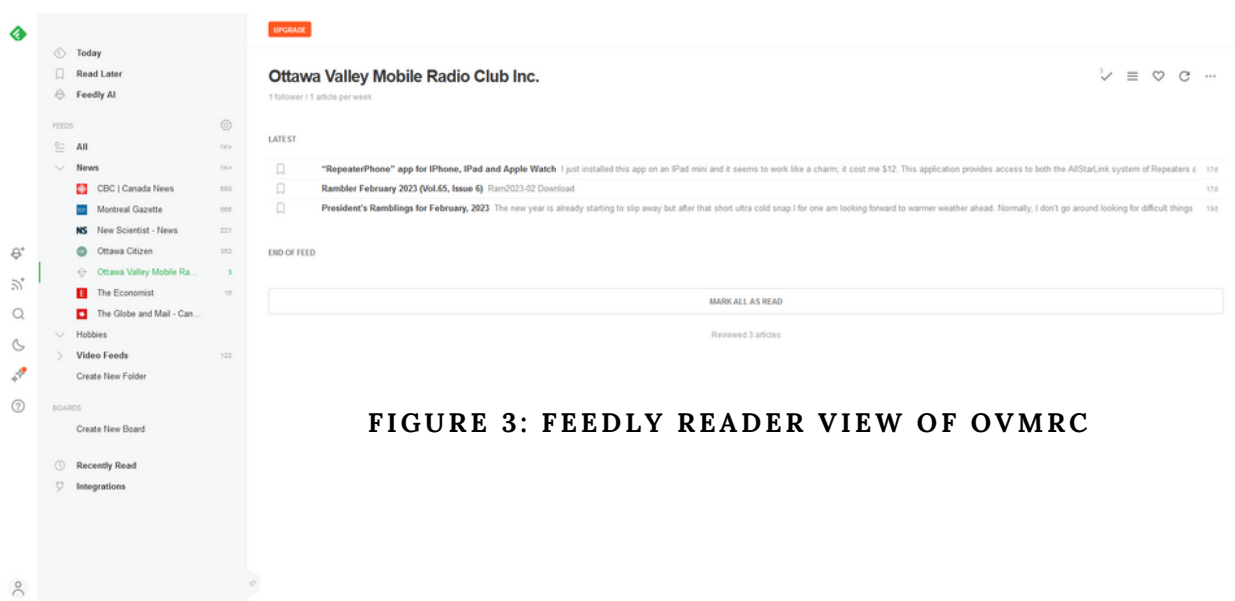 UPGRADE
Today
Read Later
Feedly AI
FEEDS
All 1K+
News 1K+
CBC | Canada News
Montreal Gazette
NS New Scientist - News 221
Ottawa Citizen 352
Ottawa Valley Mobile Ra... 3
The Economist 16
The Globe and Mail - Can...
Hobbies
Video Feeds 122
Create New Folder
BOARDS
Create New Board
Recently Read
Integrations
Ottawa Valley Mobile Radio Club Inc.
3
1 follower / 1 article per week
LATEST
“RepeaterPhone” app for IPhone, IPad and Apple Watch I just installed this app on an IPad mini and it seems to work like a charm; it cost me $12. This application provides access to both the AllStarLink system of Repeaters a 17d
Rambler February 2023 (Vol.65, Issue 6) Ram2023-02 Download 17d
President's Ramblings for February, 2023 The new year is already starting to slip away but after that short ultra cold snap I for one am looking forward to warmer weather ahead. Normally, I don't go around looking for difficult things 19d
END OF FEED
MARK ALL AS READ
Reviewed 3 articles
FIGURE 3: FEEDLY READER VIEW OF OVMRC